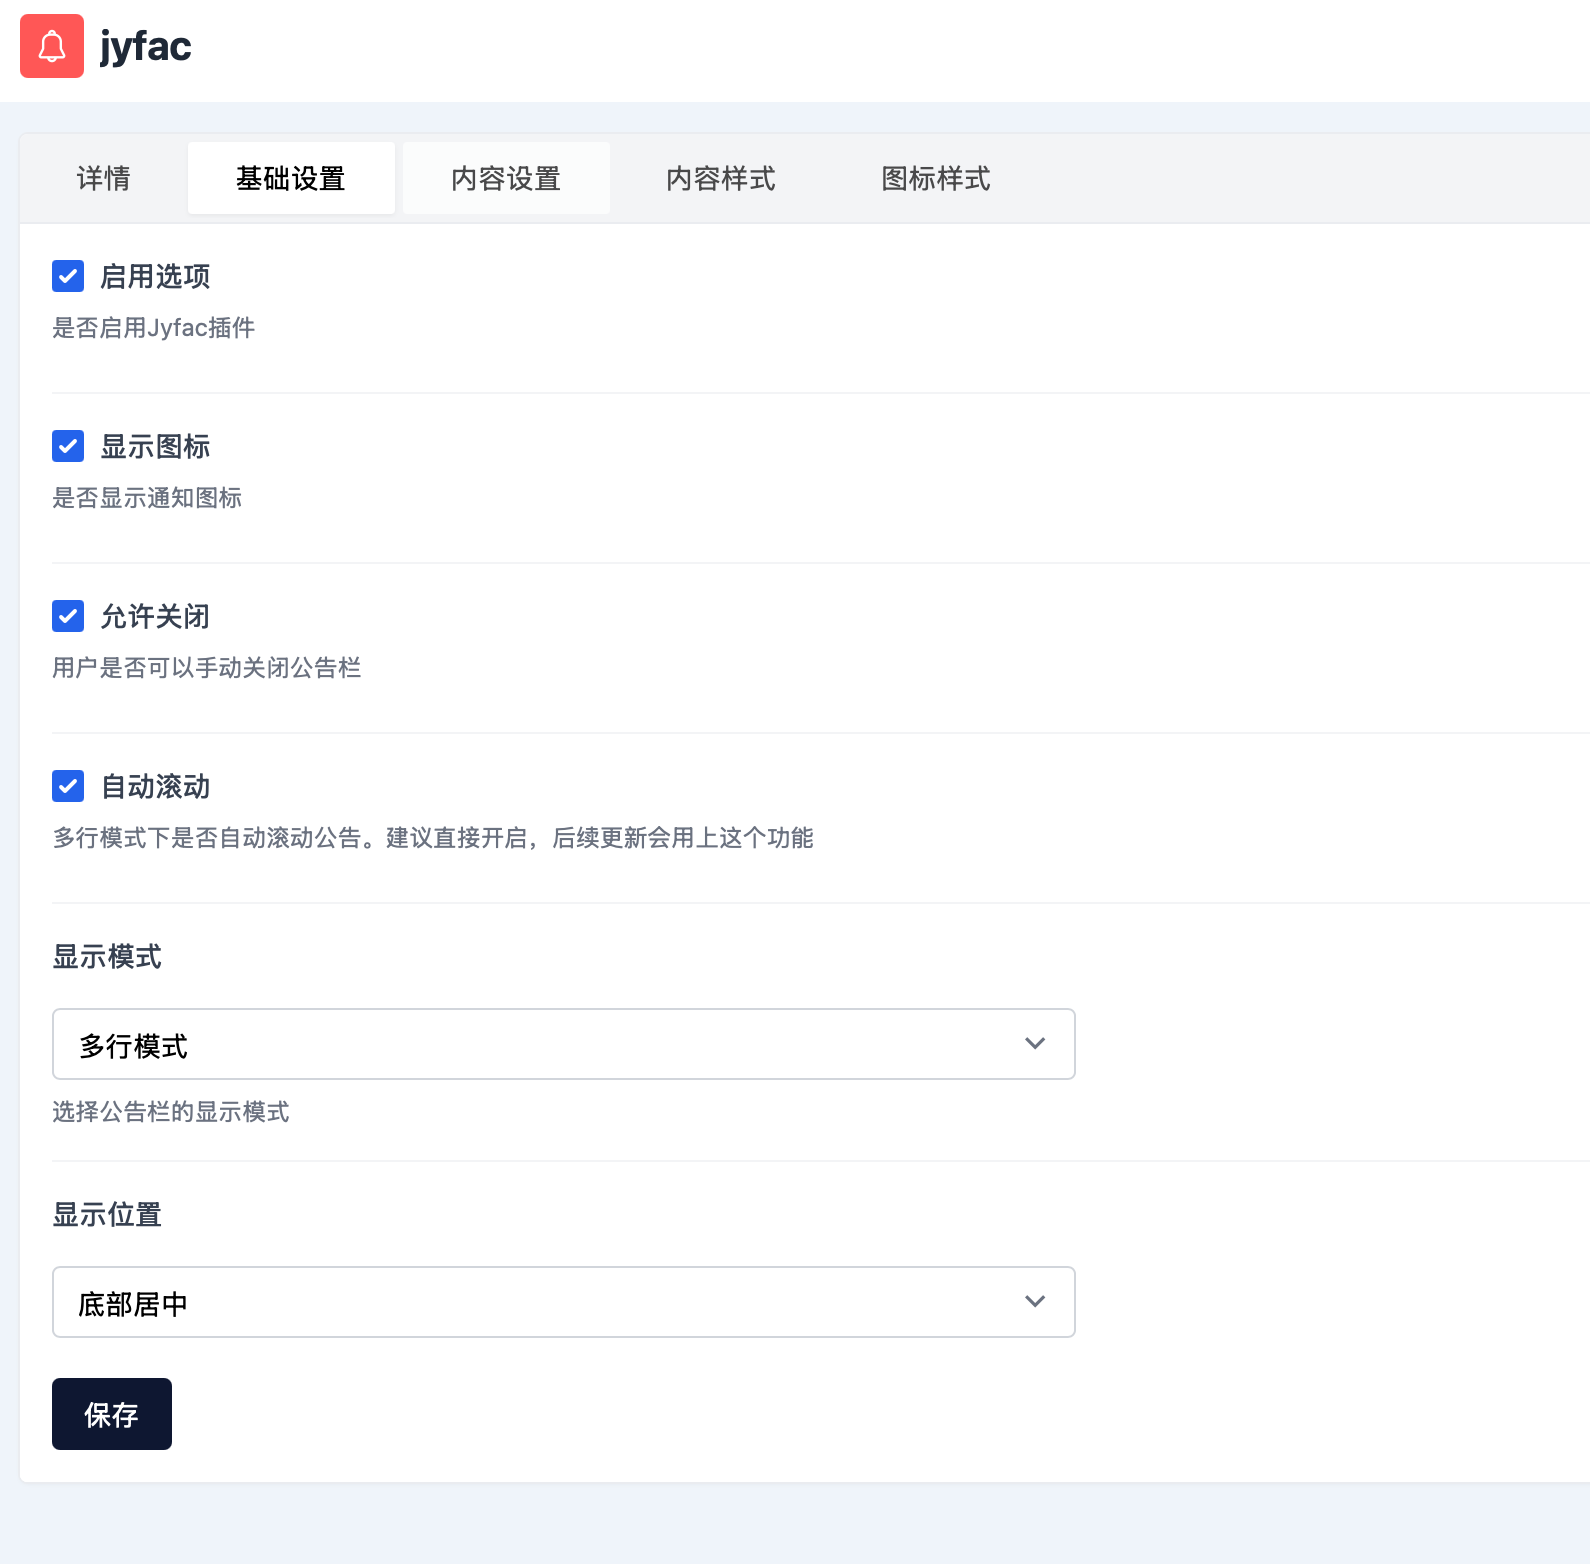 jyfac
详情 基础设置 内容设置 内容样式 图标样式
启用选项
是否启用Jyfac插件
显示图标
是否显示通知图标
允许关闭
用户是否可以手动关闭公告栏
自动滚动
多行模式下是否自动滚动公告。建议直接开启，后续更新会用上这个功能
显示模式
多行模式
选择公告栏的显示模式
显示位置
底部居中
保存